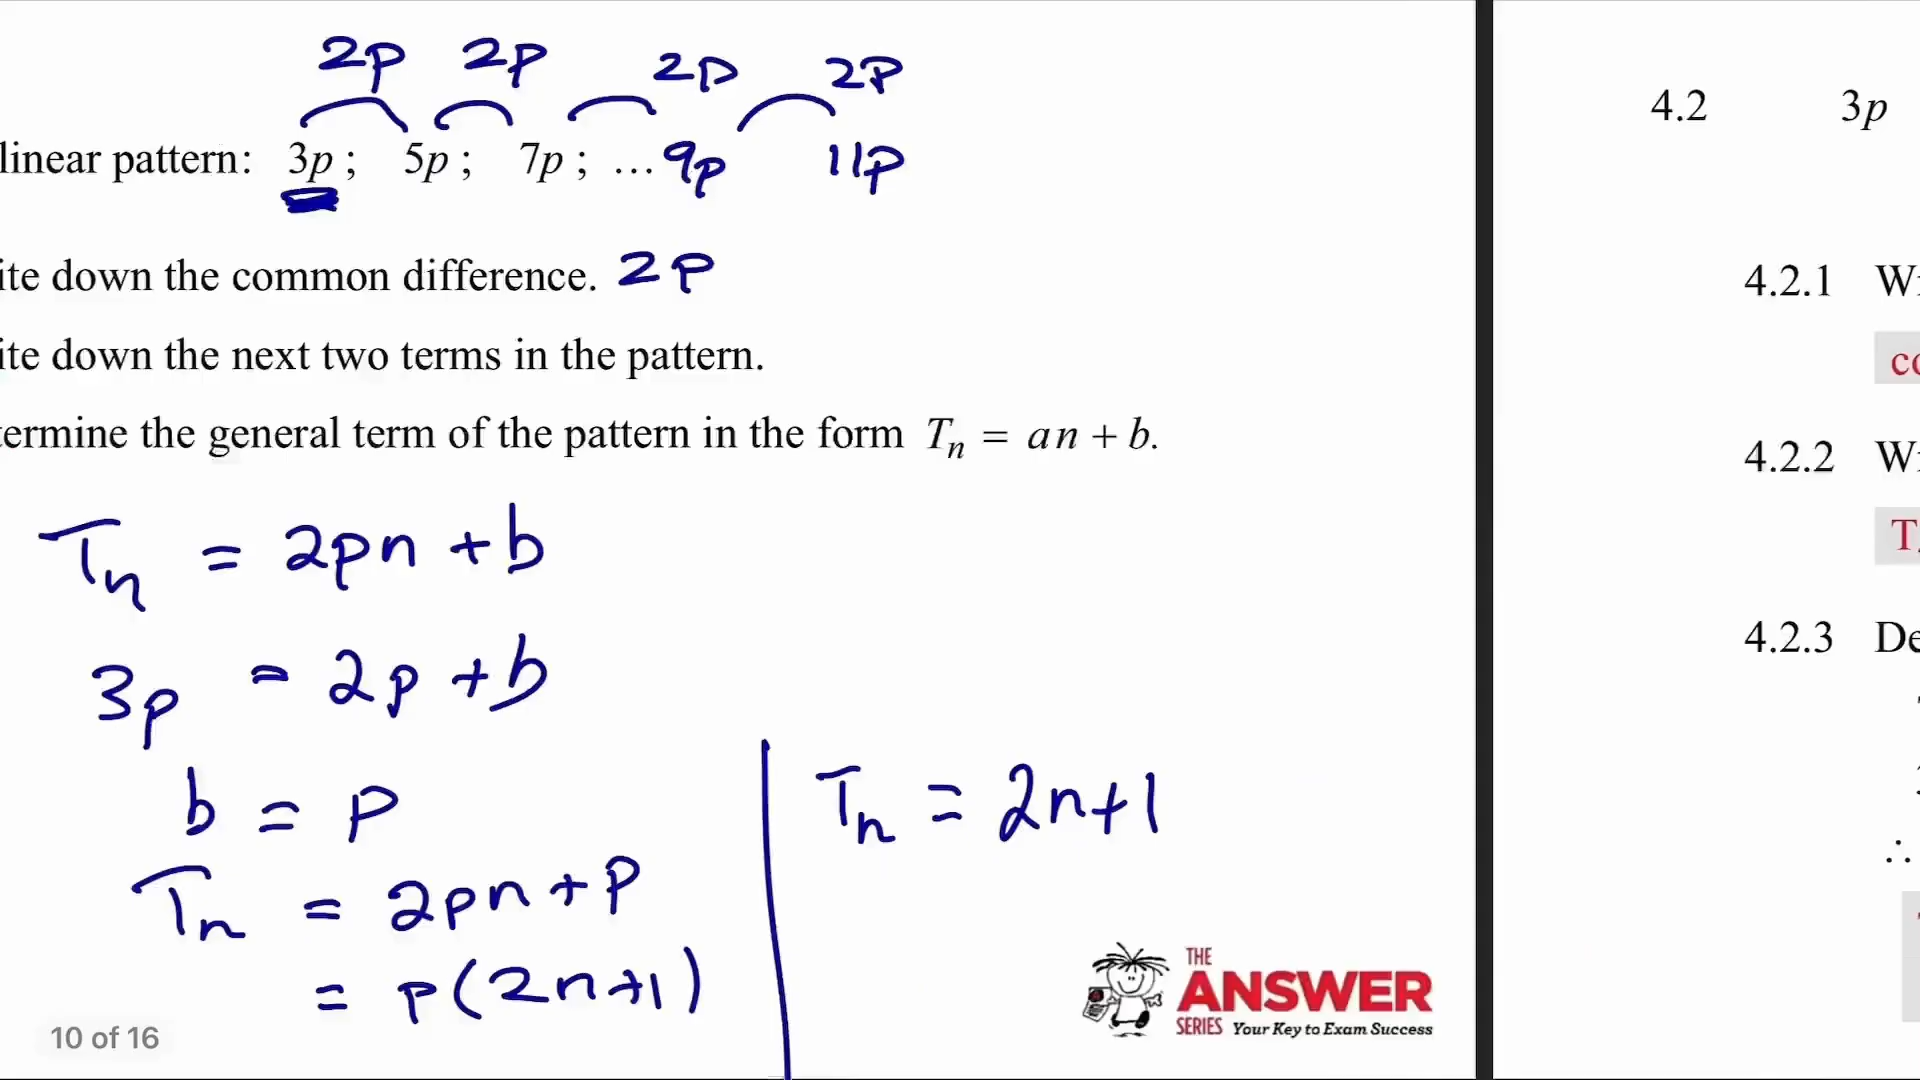 2p 2p 2p 2p
linear pattern: 3p ; 5p ; 7p ; ... 9p 11p
ite down the common difference. 2p
ite down the next two terms in the pattern.
termine the general term of the pattern in the form Tₙ = an + b.
Tₙ = 2pn + b
3p = 2p + b
b = p
Tₙ = 2pn + p
= p(2n+1)
Tₙ = 2n+1
THE
ANSWER
SERIES Your Key to Exam Success
10 of 16
4.2 3p
4.2.1 W
co
4.2.2 W
T
4.2.3 De
∴